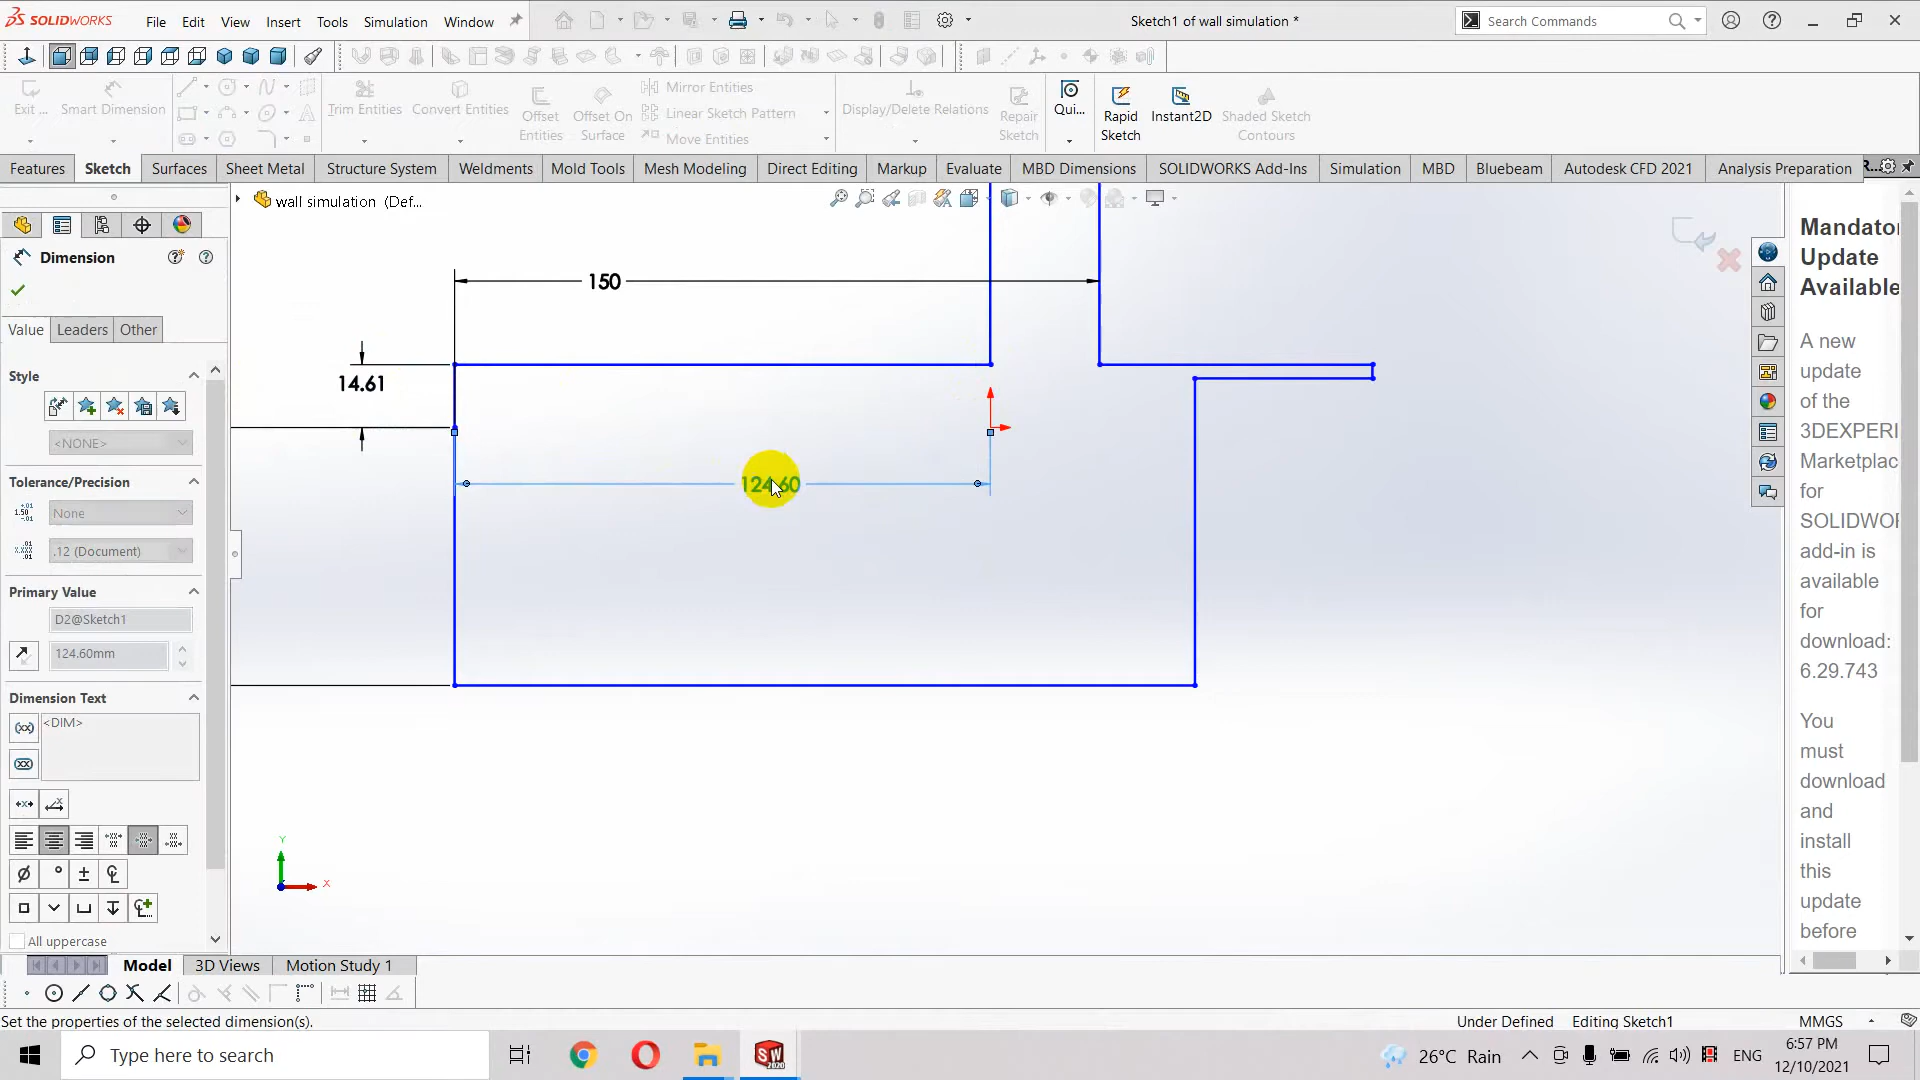 SOLIDWORKS
File Edit View Insert Tools Simulation Window
Sketch1 of wall simulation *
Search Commands
Exit ...
Smart Dimension
Trim Entities
Convert Entities
Offset Entities
Offset On Surface
Mirror Entities
Linear Sketch Pattern
Move Entities
Display/Delete Relations
Repair Sketch
Qui...
Rapid Sketch
Instant2D
Shaded Sketch Contours
Features Sketch Surfaces Sheet Metal Structure System Weldments Mold Tools Mesh Modeling Direct Editing Markup Evaluate MBD Dimensions SOLIDWORKS Add-Ins Simulation MBD Bluebeam Autodesk CFD 2021 Analysis Preparation R...
wall simulation (Def...
Dimension
Value Leaders Other
Style
<NONE>
Tolerance/Precision
None
.12 (Document)
Primary Value
D2@Sketch1
124.60mm
Dimension Text
<DIM>
All uppercase
150
14.61
124.60
Y
X
Mandato
Update
Available
A new
update
of the
3DEXPERI
Marketplac
for
SOLIDWOR
add-in is
available
for
download:
6.29.743
You
must
download
and
install
this
update
before
Model 3D Views Motion Study 1
Set the properties of the selected dimension(s).
Under Defined Editing Sketch1 MMGS
Type here to search
26°C Rain
ENG
6:57 PM
12/10/2021